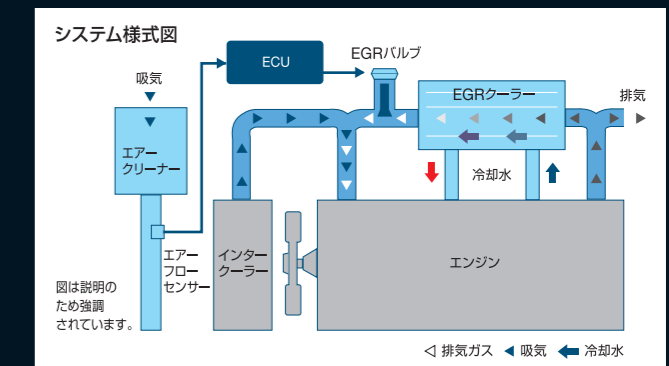 システム様式図
ECU
EGRバルブ
吸気
EGRクーラー
排気
エアー
クリーナー
冷却水
エアー
フロー
センサー
インター
クーラー
エンジン
図は説明の
ため強調
されています。
排気ガス 吸気 冷却水